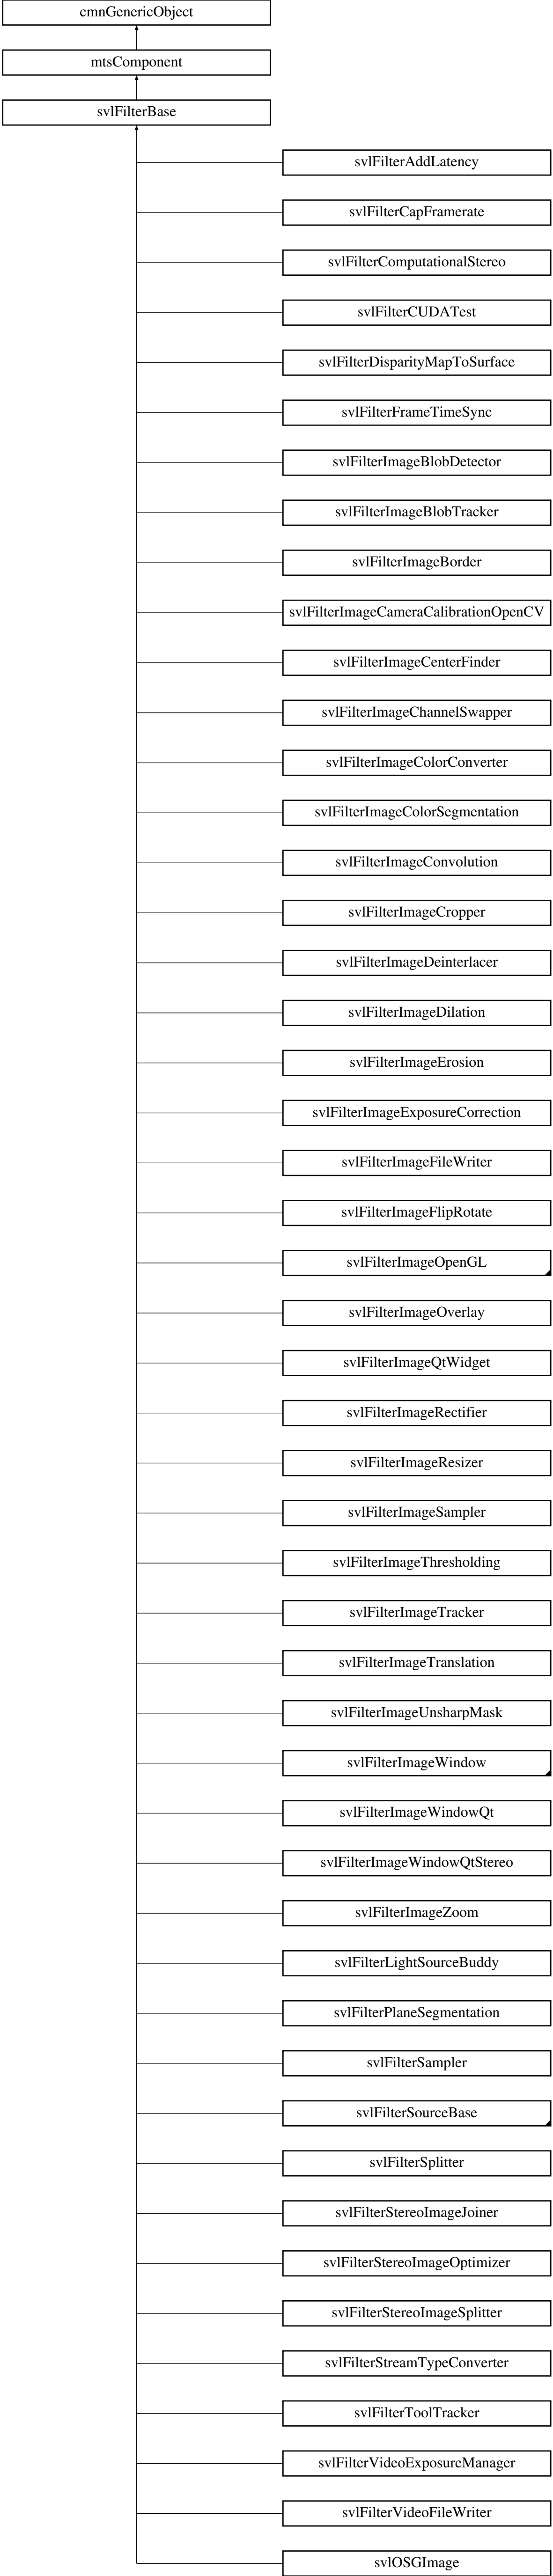 cmnGenericObject
mtsComponent
svlFilterBase
svlFilterAddLatency
svlFilterCapFramerate
svlFilterComputationalStereo
svlFilterCUDATest
svlFilterDisparityMapToSurface
svlFilterFrameTimeSync
svlFilterImageBlobDetector
svlFilterImageBlobTracker
svlFilterImageBorder
svlFilterImageCameraCalibrationOpenCV
svlFilterImageCenterFinder
svlFilterImageChannelSwapper
svlFilterImageColorConverter
svlFilterImageColorSegmentation
svlFilterImageConvolution
svlFilterImageCropper
svlFilterImageDeinterlacer
svlFilterImageDilation
svlFilterImageErosion
svlFilterImageExposureCorrection
svlFilterImageFileWriter
svlFilterImageFlipRotate
svlFilterImageOpenGL
svlFilterImageOverlay
svlFilterImageQtWidget
svlFilterImageRectifier
svlFilterImageResizer
svlFilterImageSampler
svlFilterImageThresholding
svlFilterImageTracker
svlFilterImageTranslation
svlFilterImageUnsharpMask
svlFilterImageWindow
svlFilterImageWindowQt
svlFilterImageWindowQtStereo
svlFilterImageZoom
svlFilterLightSourceBuddy
svlFilterPlaneSegmentation
svlFilterSampler
svlFilterSourceBase
svlFilterSplitter
svlFilterStereoImageJoiner
svlFilterStereoImageOptimizer
svlFilterStereoImageSplitter
svlFilterStreamTypeConverter
svlFilterToolTracker
svlFilterVideoExposureManager
svlFilterVideoFileWriter
svlOSGImage